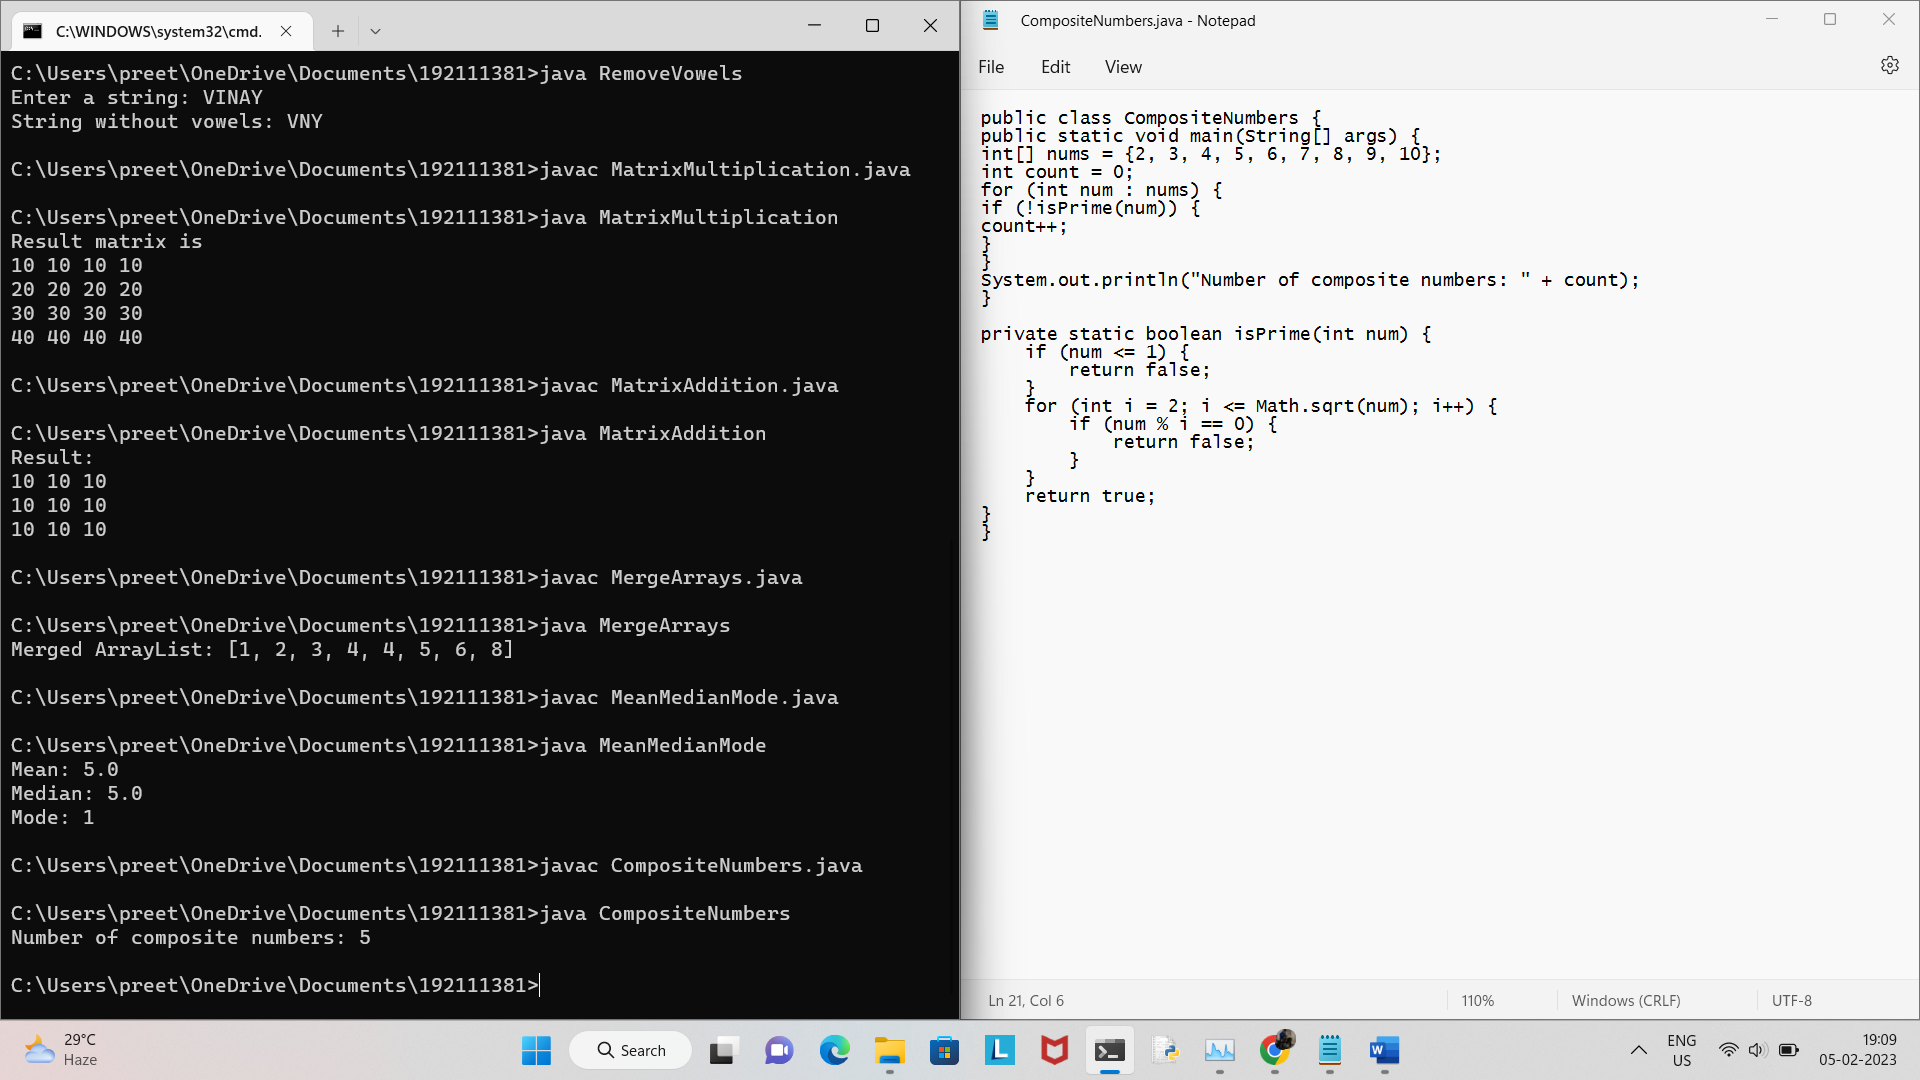 C:\WINDOWS\system32\cmd.
C:\Users\preet\OneDrive\Documents\192111381>java RemoveVowels
Enter a string: VINAY
String without vowels: VNY
C:\Users\preet\OneDrive\Documents\192111381>javac MatrixMultiplication.java
C:\Users\preet\OneDrive\Documents\192111381>java MatrixMultiplication
Result matrix is
10 10 10 10
20 20 20 20
30 30 30 30
40 40 40 40
C:\Users\preet\OneDrive\Documents\192111381>javac MatrixAddition.java
C:\Users\preet\OneDrive\Documents\192111381>java MatrixAddition
Result:
10 10 10
10 10 10
10 10 10
C:\Users\preet\OneDrive\Documents\192111381>javac MergeArrays.java
C:\Users\preet\OneDrive\Documents\192111381>java MergeArrays
Merged ArrayList: [1, 2, 3, 4, 4, 5, 6, 8]
C:\Users\preet\OneDrive\Documents\192111381>javac MeanMedianMode.java
C:\Users\preet\OneDrive\Documents\192111381>java MeanMedianMode
Mean: 5.0
Median: 5.0
Mode: 1
C:\Users\preet\OneDrive\Documents\192111381>javac CompositeNumbers.java
C:\Users\preet\OneDrive\Documents\192111381>java CompositeNumbers
Number of composite numbers: 5
C:\Users\preet\OneDrive\Documents\192111381>
CompositeNumbers.java - Notepad
File Edit View
public class CompositeNumbers {
public static void main(String[] args) {
int[] nums = {2, 3, 4, 5, 6, 7, 8, 9, 10};
int count = 0;
for (int num : nums) {
if (!isPrime(num)) {
count++;
}
}
System.out.println("Number of composite numbers: " + count);
}
private static boolean isPrime(int num) {
if (num <= 1) {
return false;
}
for (int i = 2; i <= Math.sqrt(num); i++) {
if (num % i == 0) {
return false;
}
}
return true;
}
}
Ln 21, Col 6 110% Windows (CRLF) UTF-8
29°C
Haze
Search
ENG
US
19:09
05-02-2023